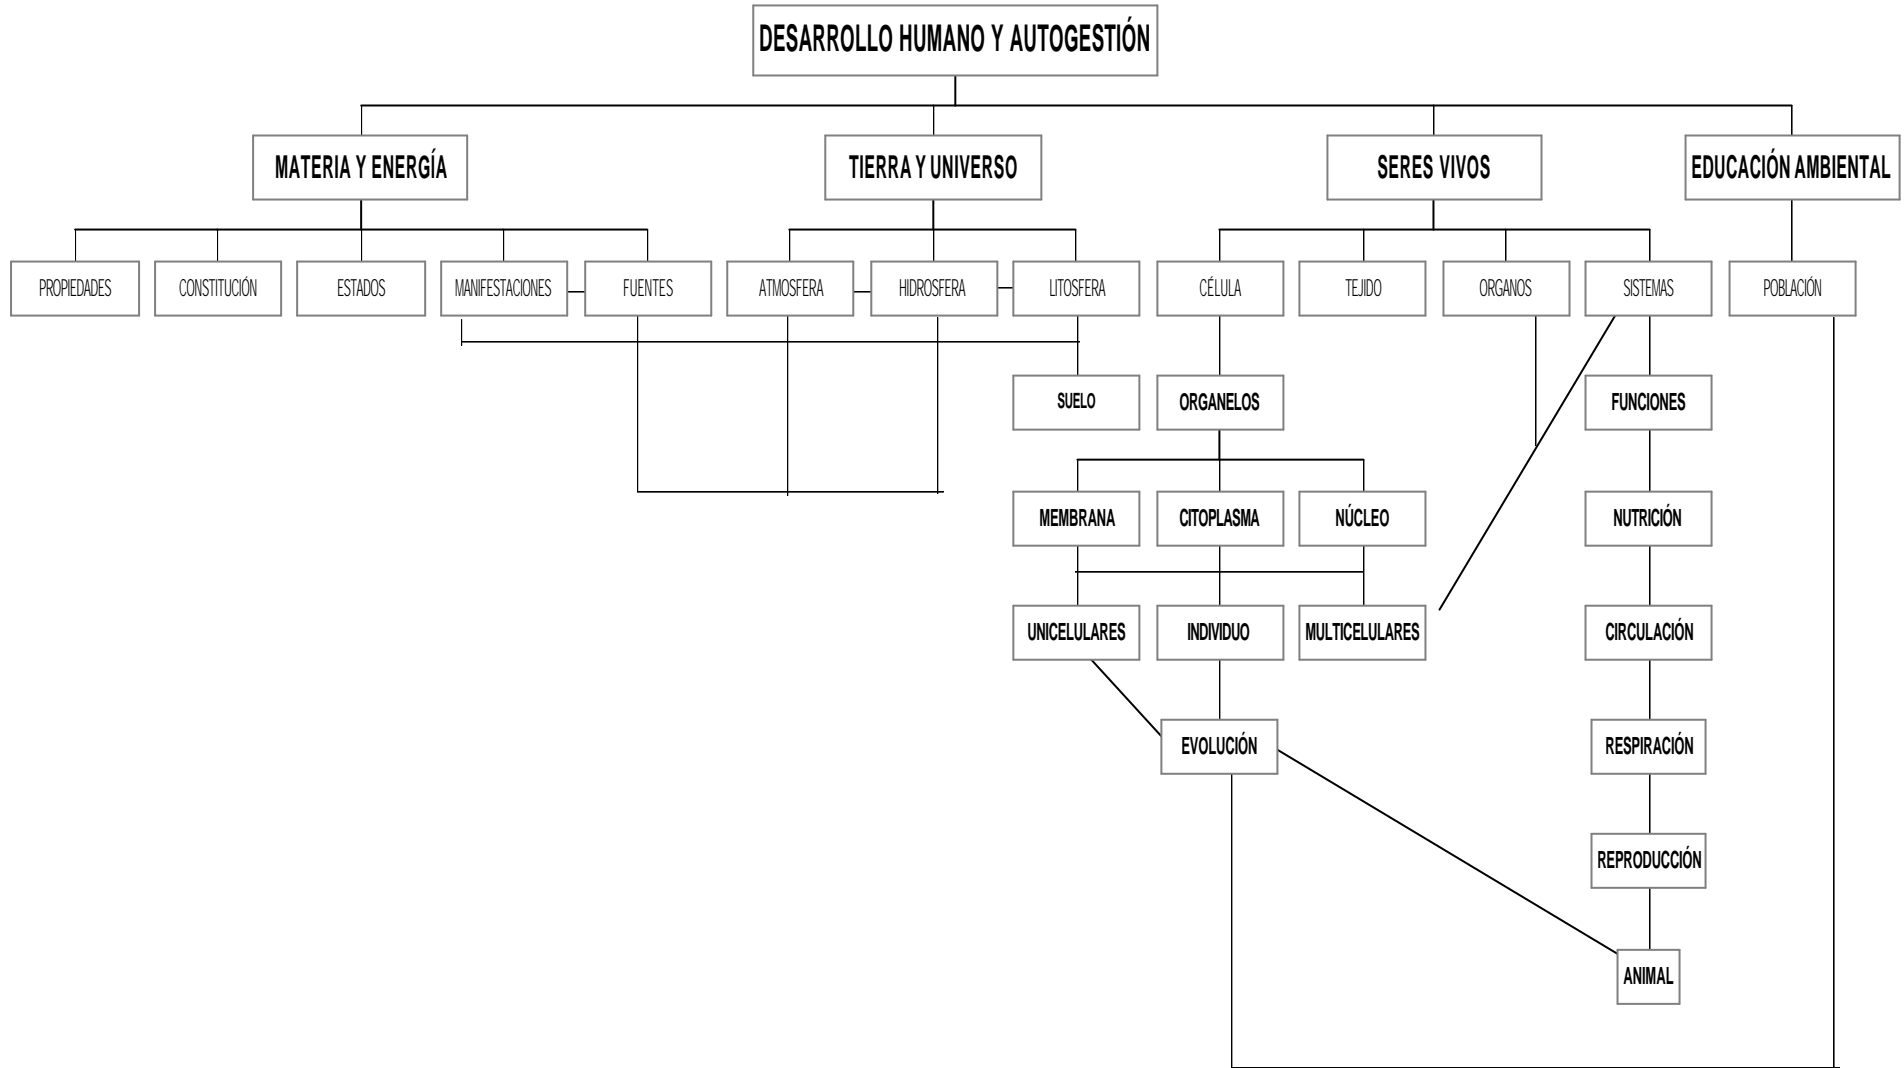 DESARROLLO HUMANO Y AUTOGESTIÓN
MATERIA Y ENERGÍA
TIERRA Y UNIVERSO
SERES VIVOS
EDUCACIÓN AMBIENTAL
PROPIEDADES
CONSTITUCIÓN
ESTADOS
MANIFESTACIONES
FUENTES
ATMOSFERA
HIDROSFERA
LITOSFERA
CÉLULA
TEJIDO
ORGANOS
SISTEMAS
POBLACIÓN
SUELO
ORGANELOS
FUNCIONES
MEMBRANA
CITOPLASMA
NÚCLEO
NUTRICIÓN
UNICELULARES
INDIVIDUO
MULTICELULARES
CIRCULACIÓN
EVOLUCIÓN
RESPIRACIÓN
REPRODUCCIÓN
ANIMAL